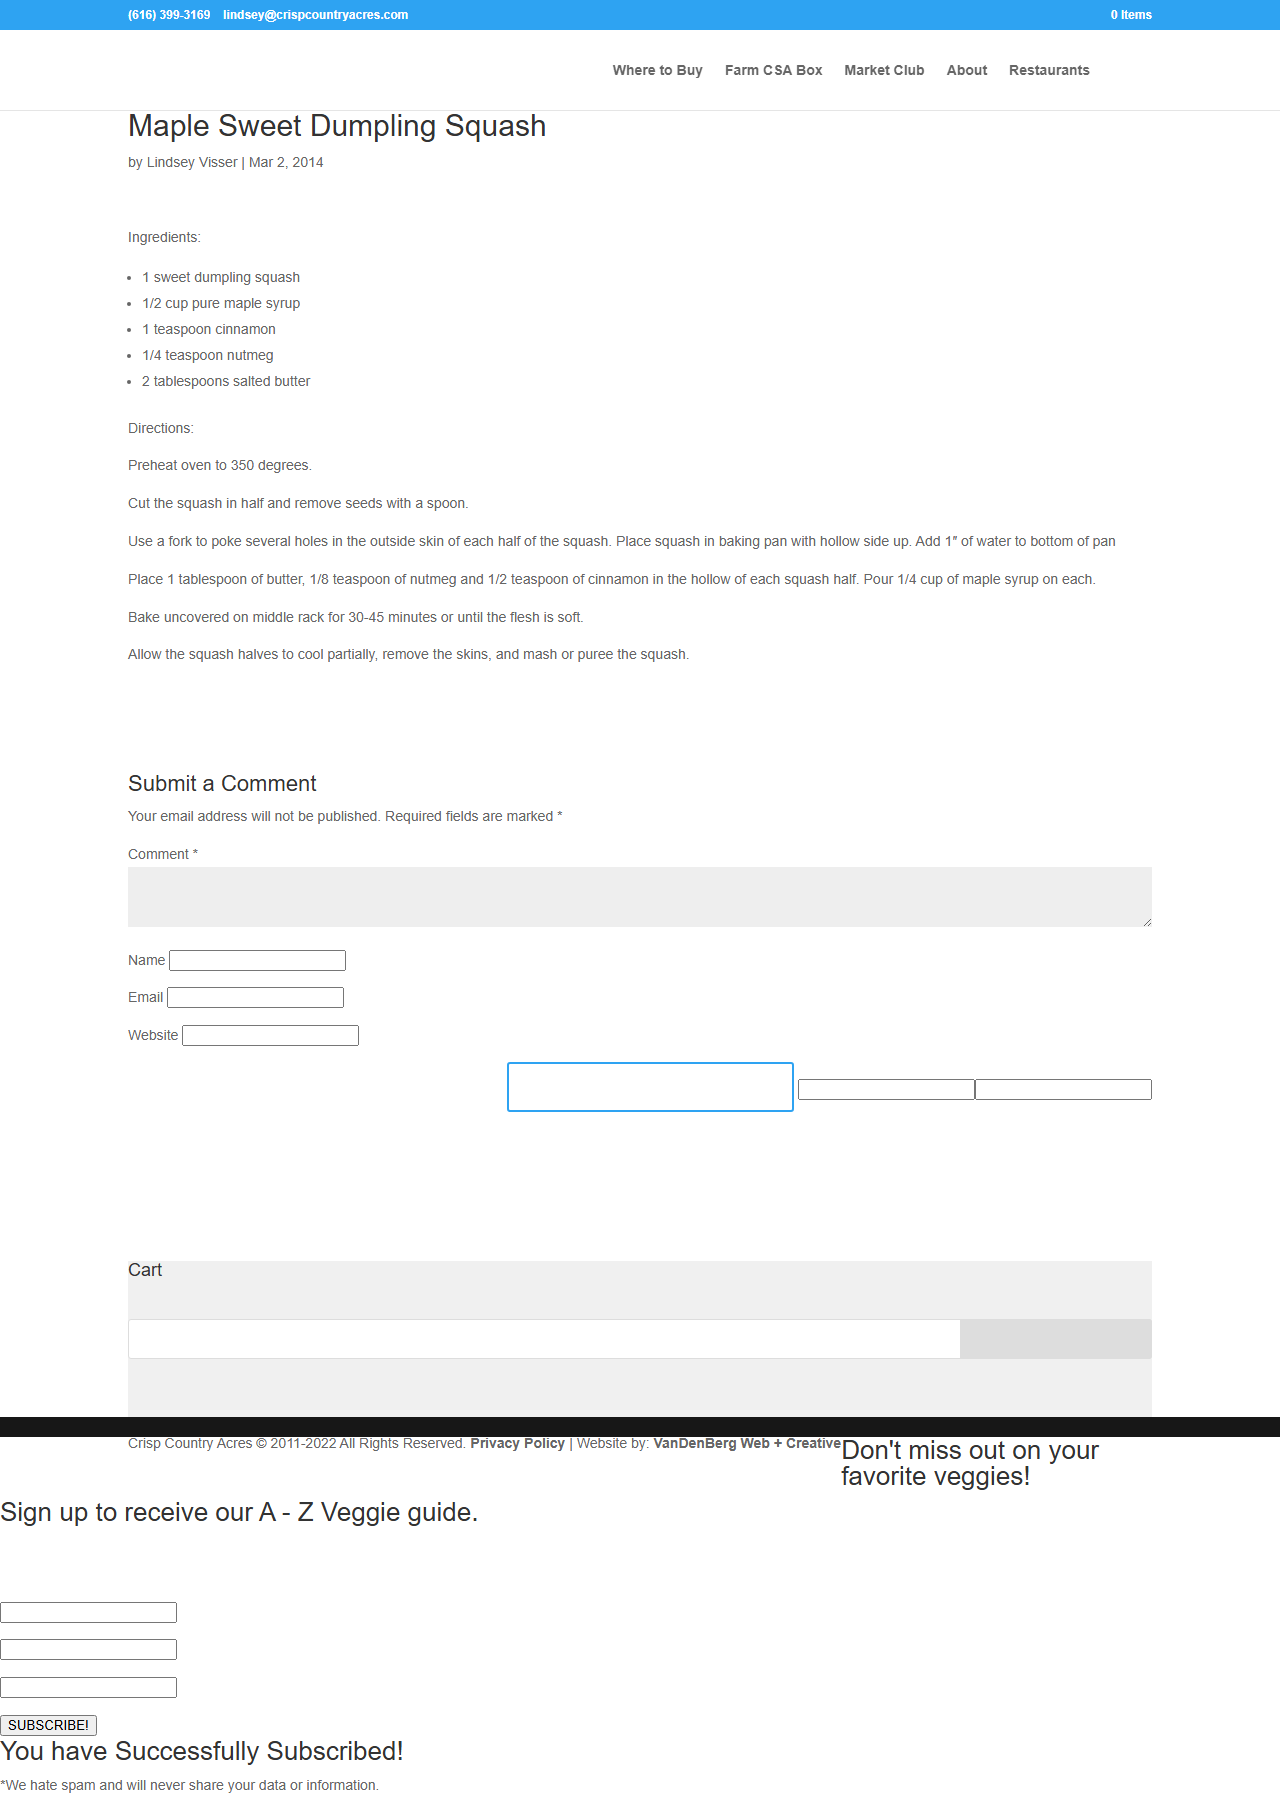 (616) 399-3169 lindsey@crispcountryacres.com 0 Items
Where to Buy Farm CSA Box Market Club About Restaurants
Maple Sweet Dumpling Squash
by Lindsey Visser | Mar 2, 2014
Ingredients:
1 sweet dumpling squash
1/2 cup pure maple syrup
1 teaspoon cinnamon
1/4 teaspoon nutmeg
2 tablespoons salted butter
Directions:
Preheat oven to 350 degrees.
Cut the squash in half and remove seeds with a spoon.
Use a fork to poke several holes in the outside skin of each half of the squash. Place squash in baking pan with hollow side up. Add 1″ of water to bottom of pan
Place 1 tablespoon of butter, 1/8 teaspoon of nutmeg and 1/2 teaspoon of cinnamon in the hollow of each squash half. Pour 1/4 cup of maple syrup on each.
Bake uncovered on middle rack for 30-45 minutes or until the flesh is soft.
Allow the squash halves to cool partially, remove the skins, and mash or puree the squash.
Submit a Comment
Your email address will not be published. Required fields are marked *
Comment *
Name
Email
Website
Cart
Crisp Country Acres © 2011-2022 All Rights Reserved. Privacy Policy | Website by: VanDenBerg Web + Creative
Don't miss out on your
favorite veggies!
Sign up to receive our A - Z Veggie guide.
SUBSCRIBE!
You have Successfully Subscribed!
*We hate spam and will never share your data or information.